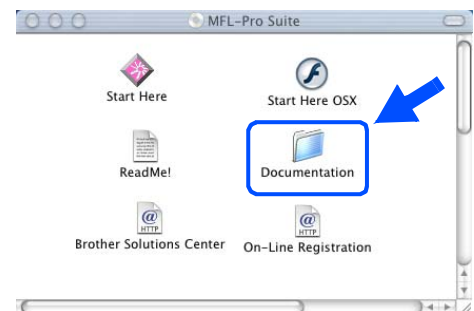 MFL-Pro Suite
Start Here
Start Here OSX
ReadMe!
Documentation
@
HTTP
Brother Solutions Center
@
HTTP
On-Line Registration